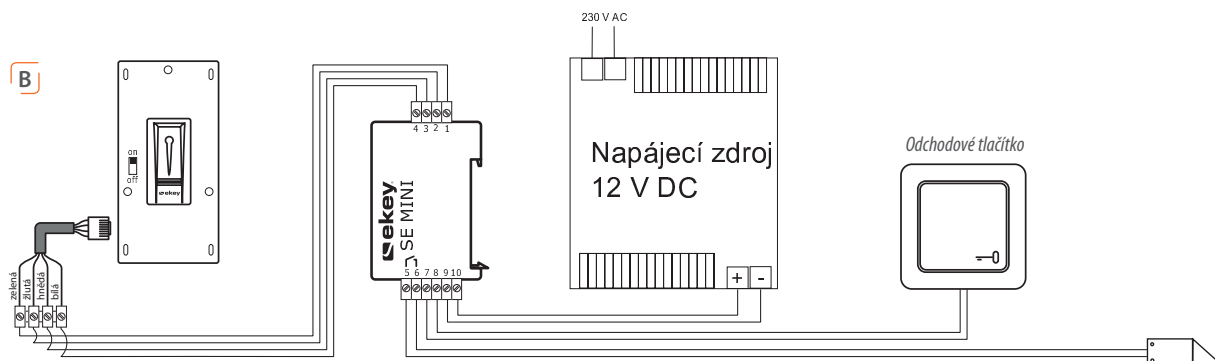 230 V AC
B
4 3 2 1
Napájecí zdroj
12 V DC
Odchodové tlačítko
on
off
ekey
ekey
SE MINI
5 6 7 8 9 10
+ -
zelená
žlutá
hnědá
bílá